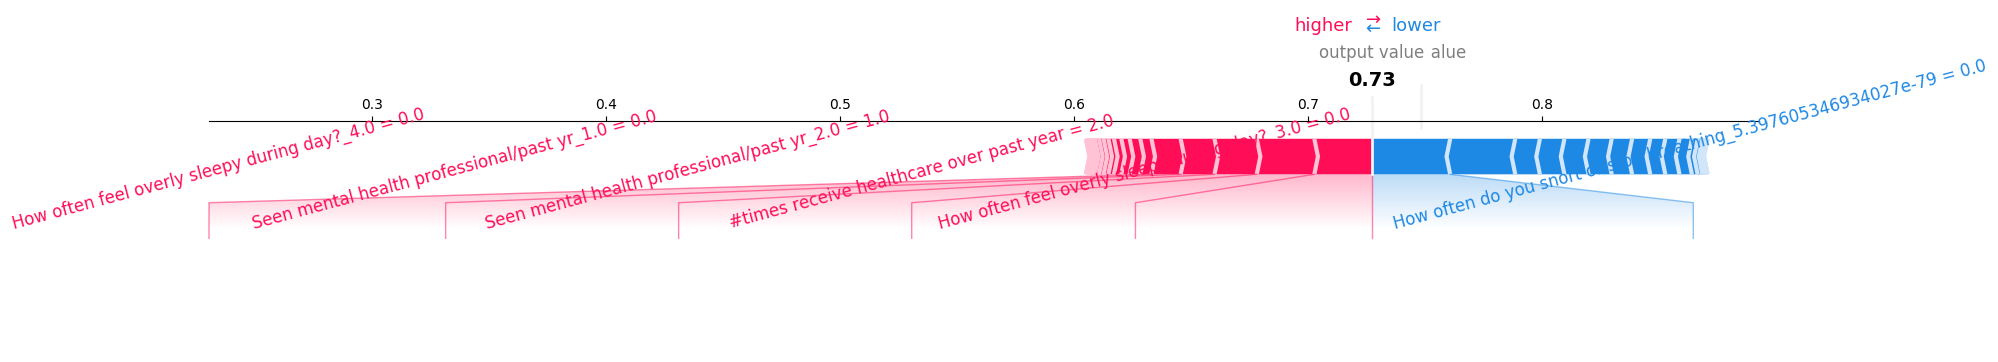 higher ⇄ lower
output value alue
0.73
0.3 0.4 0.5 0.6 0.7 0.8
How often feel overly sleepy during day?_4.0 = 0.0
Seen mental health professional/past yr_1.0 = 0.0
Seen mental health professional/past yr_2.0 = 1.0
#times receive healthcare over past year = 2.0
How often feel overly sleepy during day?_3.0 = 0.0
How often do you snort or stop breathing_5.397605346934027e-79 = 0.0